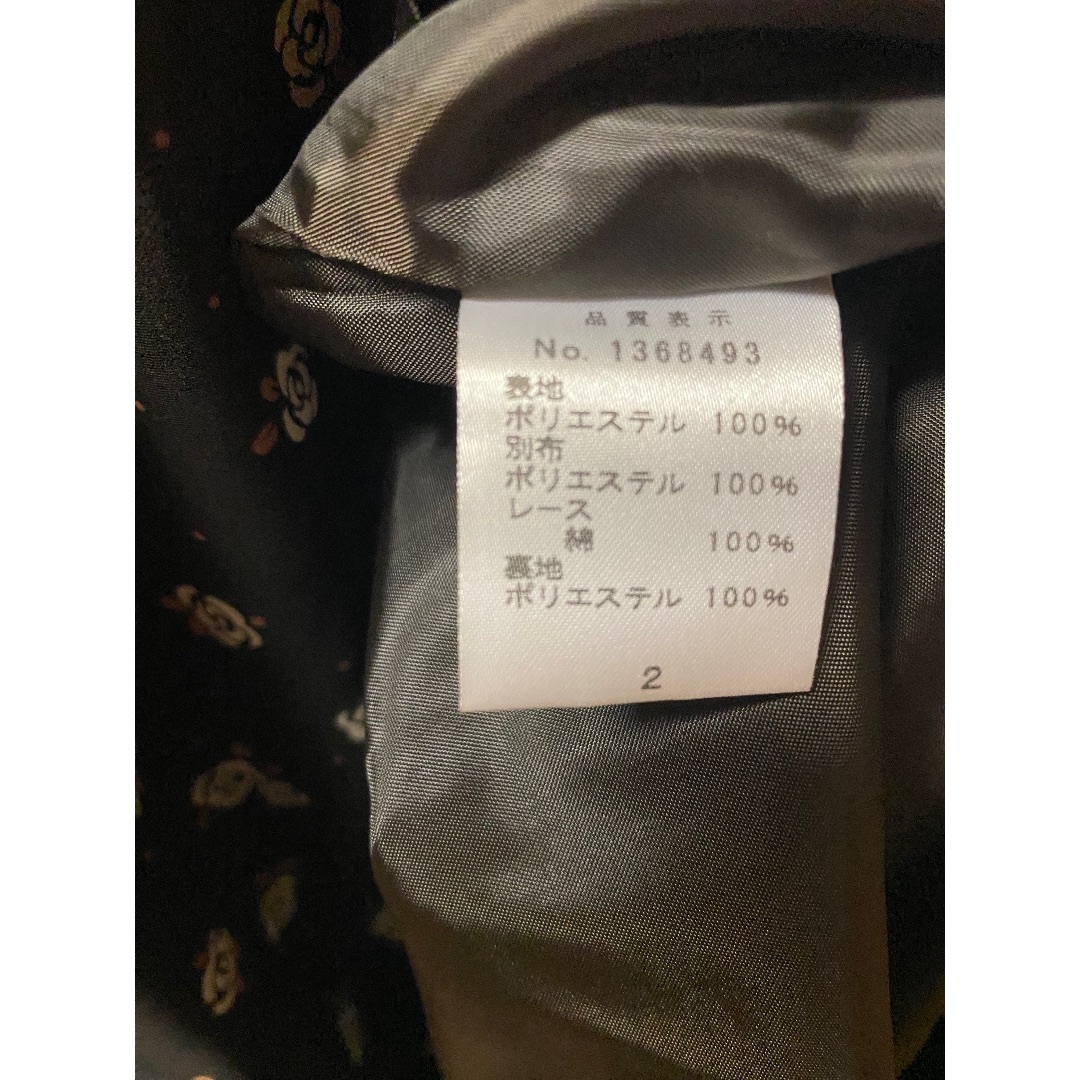 品質表示
No. 1368493
表地
ポリエステル 100%
別布
ポリエステル 100%
レース
綿 100%
裏地
ポリエステル 100%
2